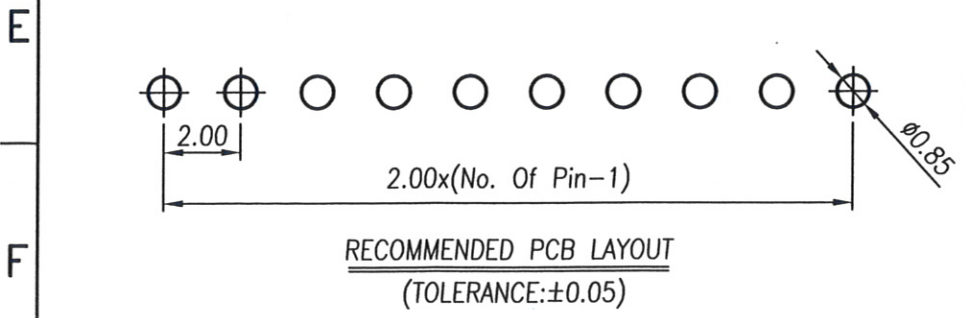 E
2.00
ø0.85
2.00x(No. Of Pin-1)
F
RECOMMENDED PCB LAYOUT
(TOLERANCE:±0.05)